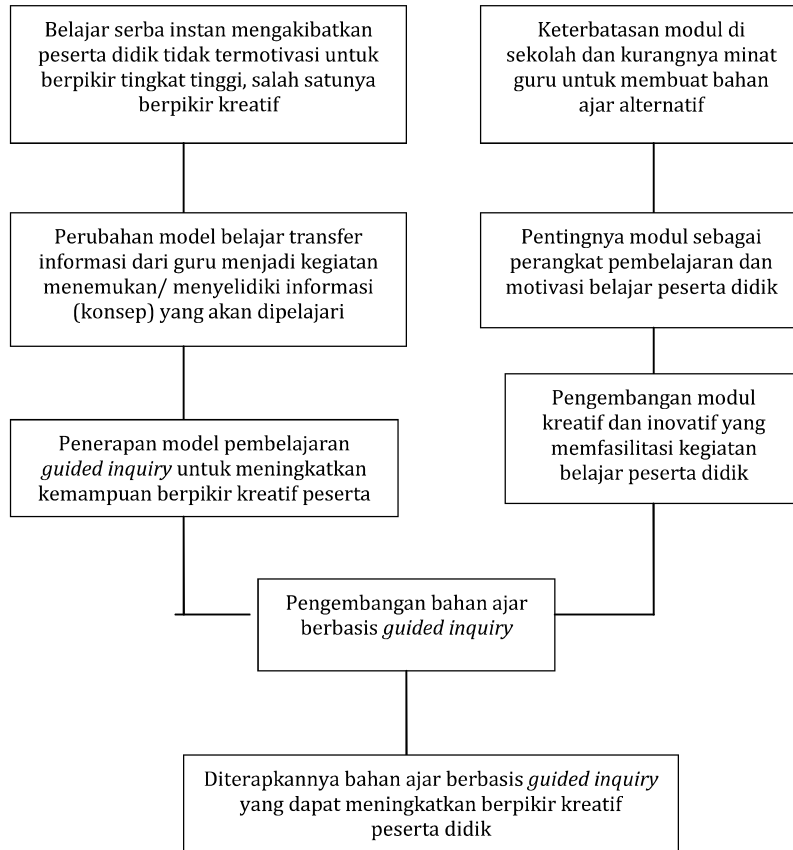 Belajar serba instan mengakibatkan
peserta didik tidak termotivasi untuk
berpikir tingkat tinggi, salah satunya
berpikir kreatif
Keterbatasan modul di
sekolah dan kurangnya minat
guru untuk membuat bahan
ajar alternatif
Perubahan model belajar transfer
informasi dari guru menjadi kegiatan
menemukan/ menyelidiki informasi
(konsep) yang akan dipelajari
Pentingnya modul sebagai
perangkat pembelajaran dan
motivasi belajar peserta didik
Penerapan model pembelajaran
guided inquiry untuk meningkatkan
kemampuan berpikir kreatif peserta
Pengembangan modul
kreatif dan inovatif yang
memfasilitasi kegiatan
belajar peserta didik
Pengembangan bahan ajar
berbasis guided inquiry
Diterapkannya bahan ajar berbasis guided inquiry
yang dapat meningkatkan berpikir kreatif
peserta didik